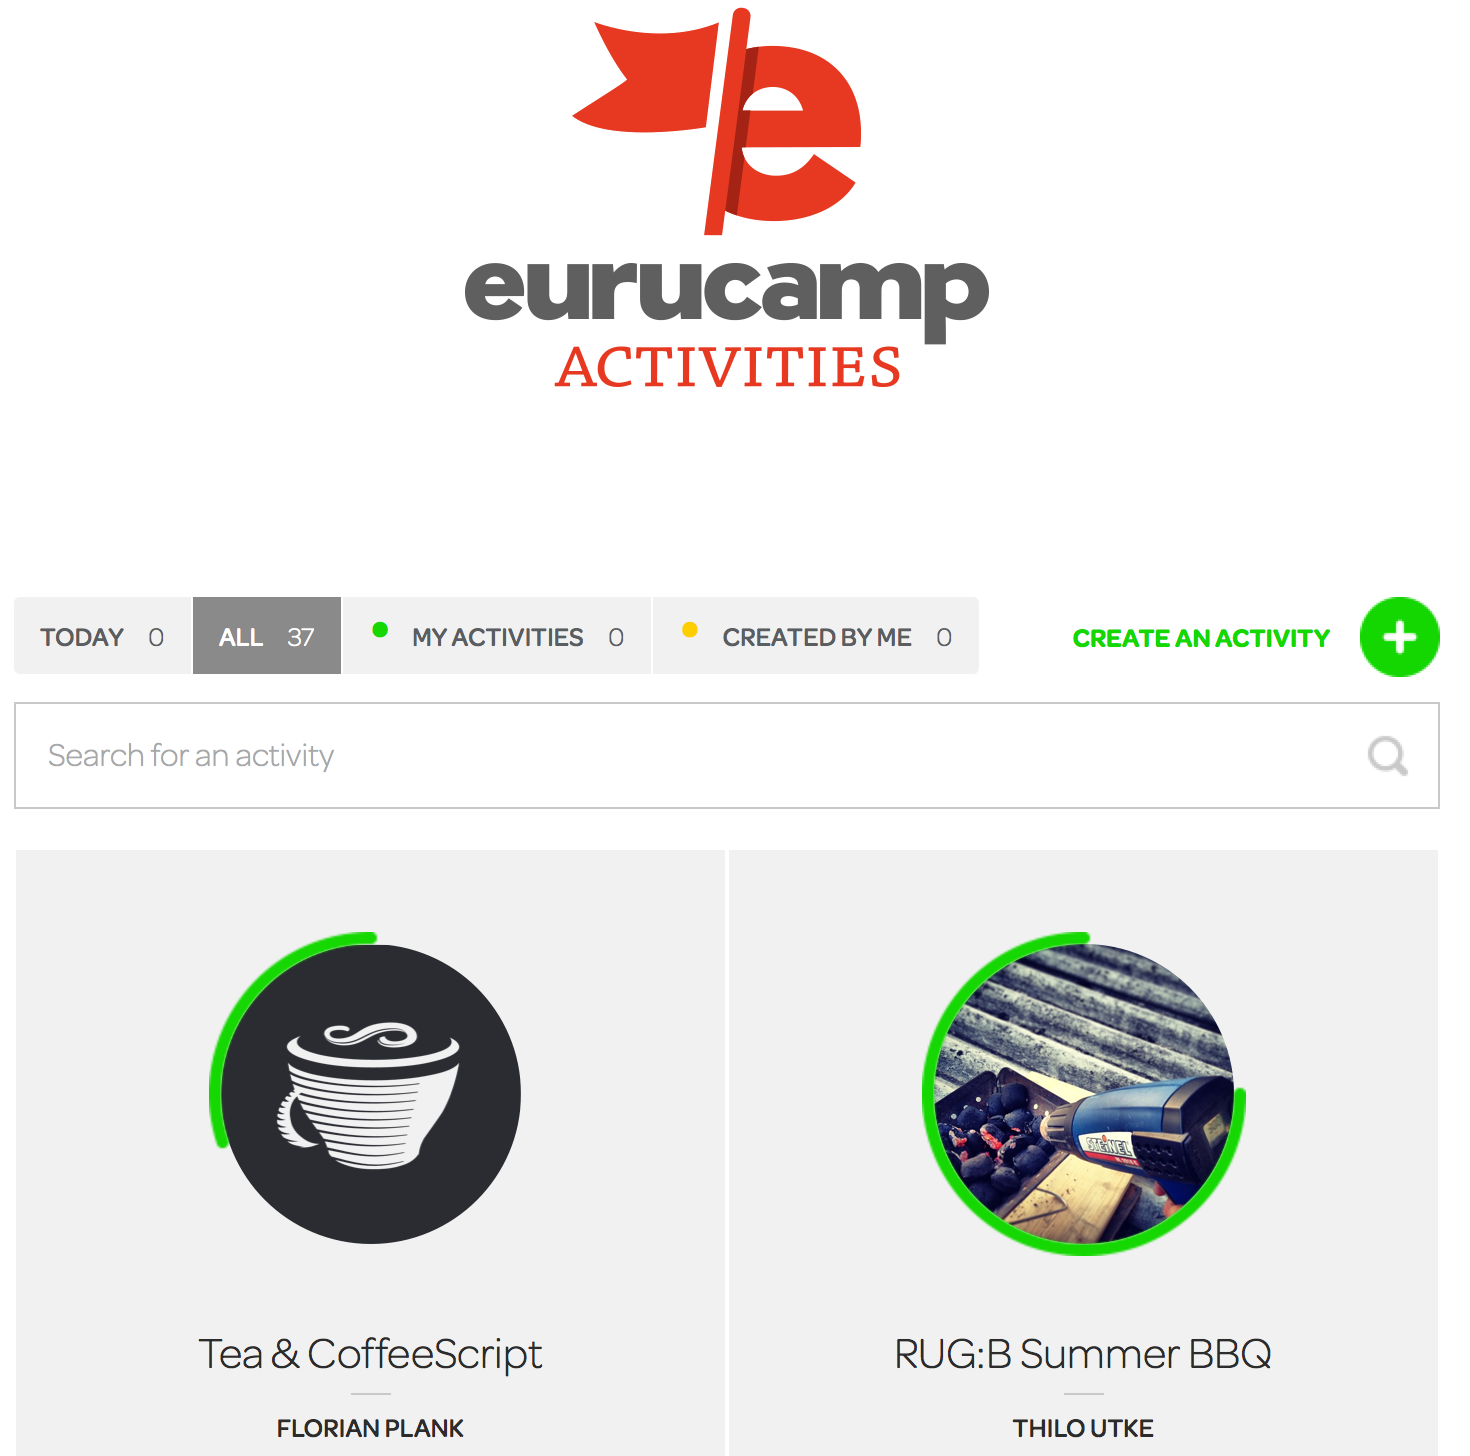 eurucamp
ACTIVITIES
TODAY 0 ALL 37 MY ACTIVITIES 0 CREATED BY ME 0 CREATE AN ACTIVITY
Search for an activity
STEINEL
Tea & CoffeeScript
RUG:B Summer BBQ
FLORIAN PLANK
THILO UTKE